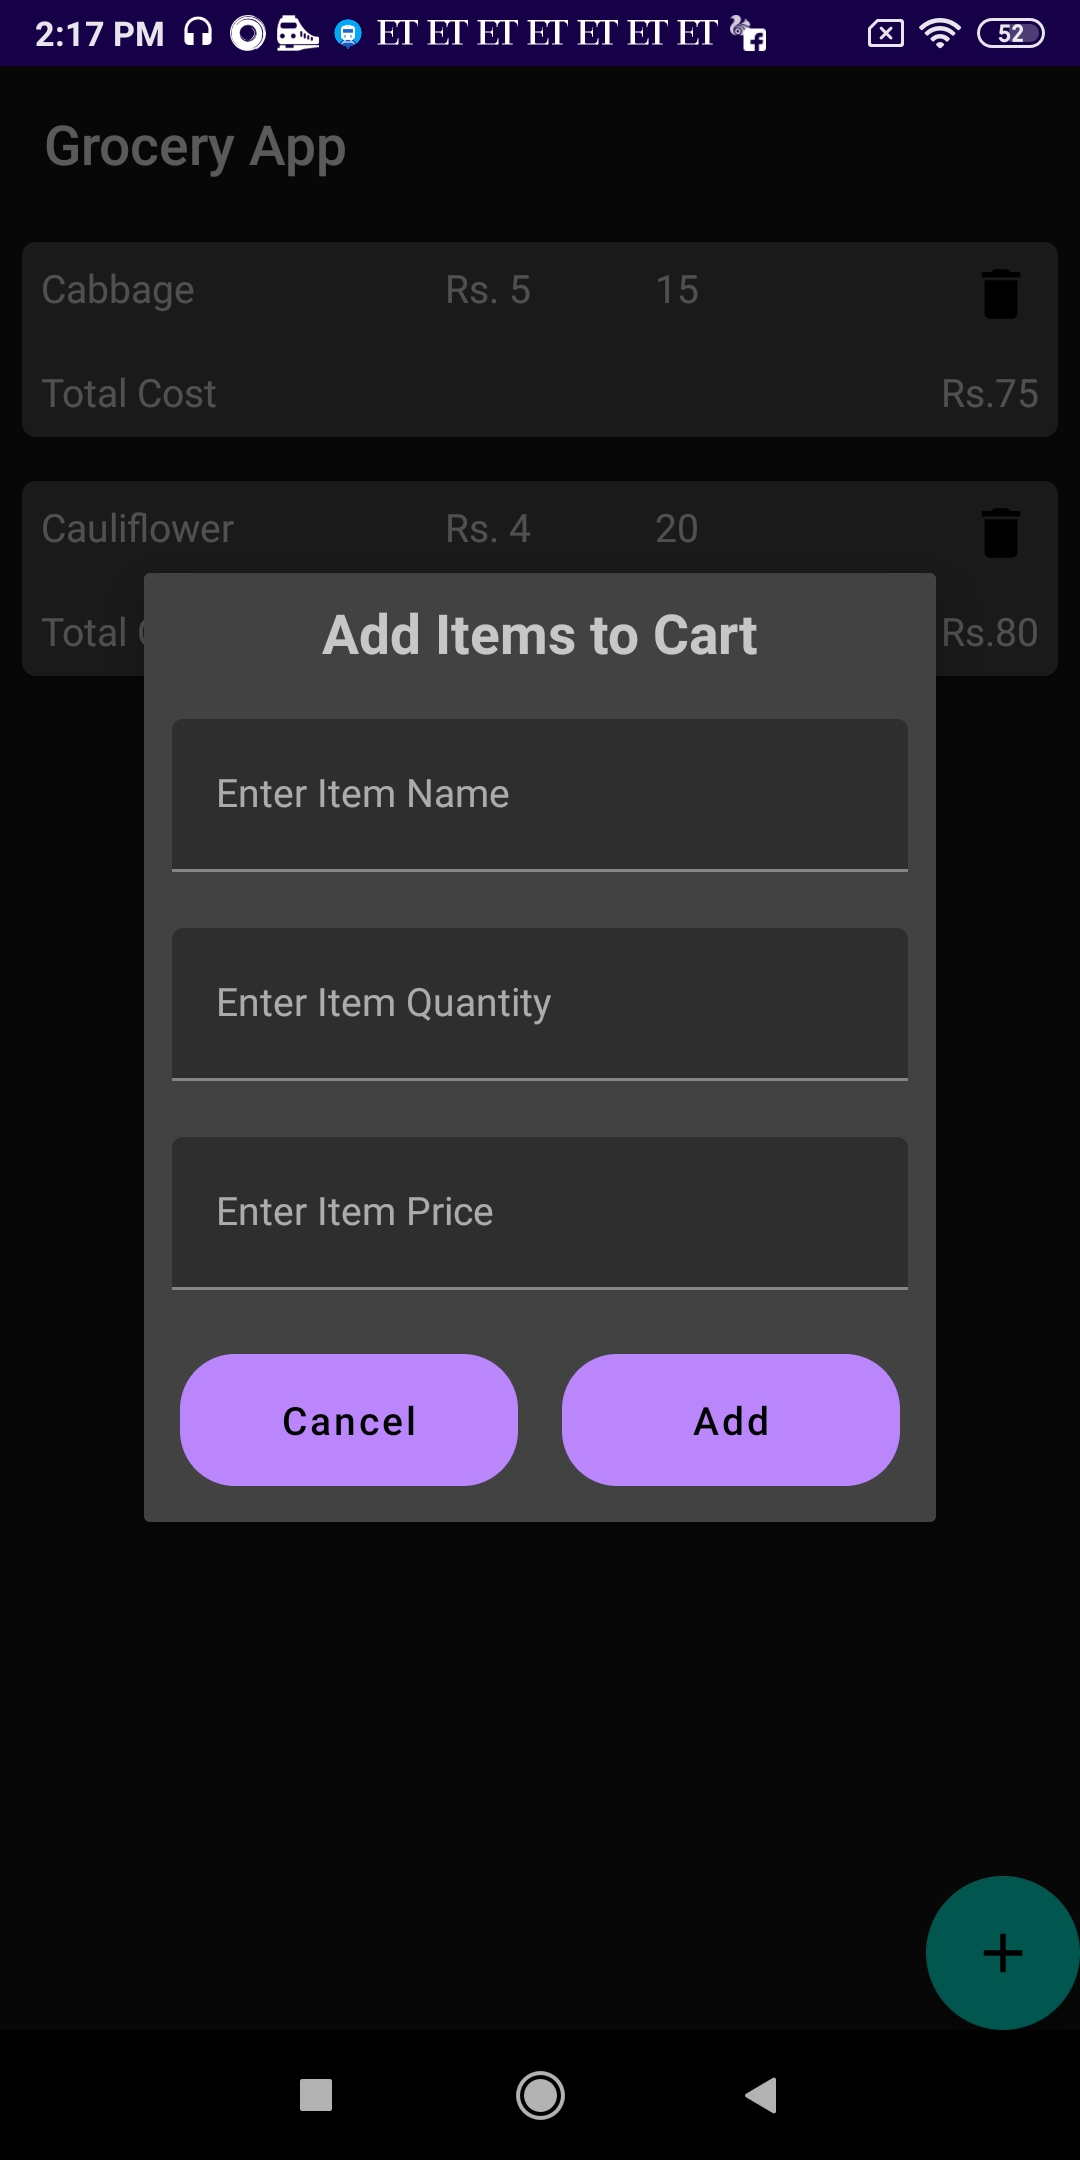 2:17 PM ET ET ET ET ET ET ET 52
Grocery App
Cabbage Rs. 5 15
Total Cost Rs.75
Cauliflower Rs. 4 20
Total Rs.80
Add Items to Cart
Enter Item Name
Enter Item Quantity
Enter Item Price
Cancel Add